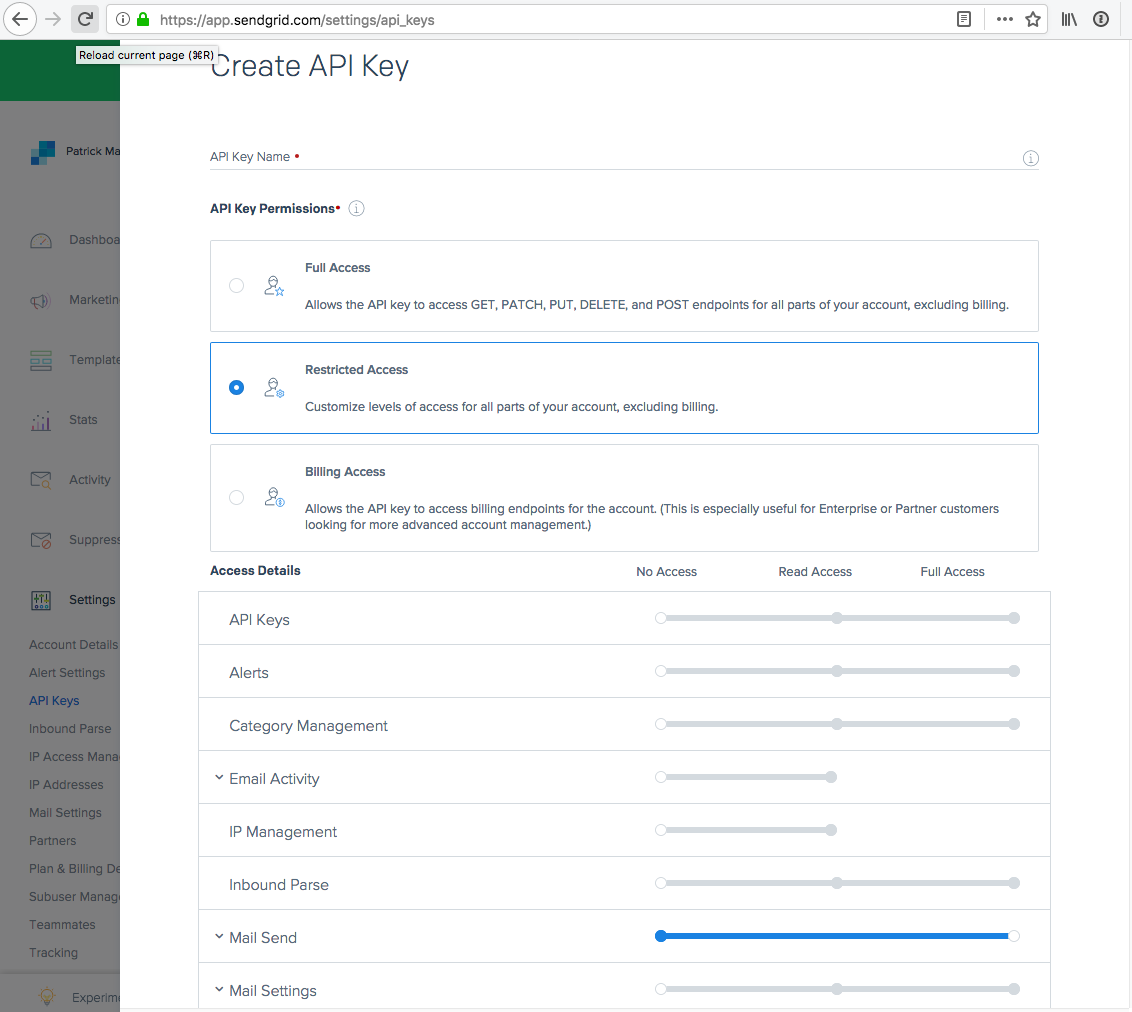 https://app.sendgrid.com/settings/api_keys
Reload current page (⌘R)
Create API Key
Patrick Ma
Dashboa
Marketin
Template
Stats
Activity
Suppress
Settings
Account Details
Alert Settings
API Keys
Inbound Parse
IP Access Mana
IP Addresses
Mail Settings
Partners
Plan & Billing De
Subuser Manag
Teammates
Tracking
Experime
API Key Name •
API Key Permissions•
Full Access
Allows the API key to access GET, PATCH, PUT, DELETE, and POST endpoints for all parts of your account, excluding billing.
Restricted Access
Customize levels of access for all parts of your account, excluding billing.
Billing Access
Allows the API key to access billing endpoints for the account. (This is especially useful for Enterprise or Partner customers
looking for more advanced account management.)
Access Details No Access Read Access Full Access
API Keys
Alerts
Category Management
Email Activity
IP Management
Inbound Parse
Mail Send
Mail Settings